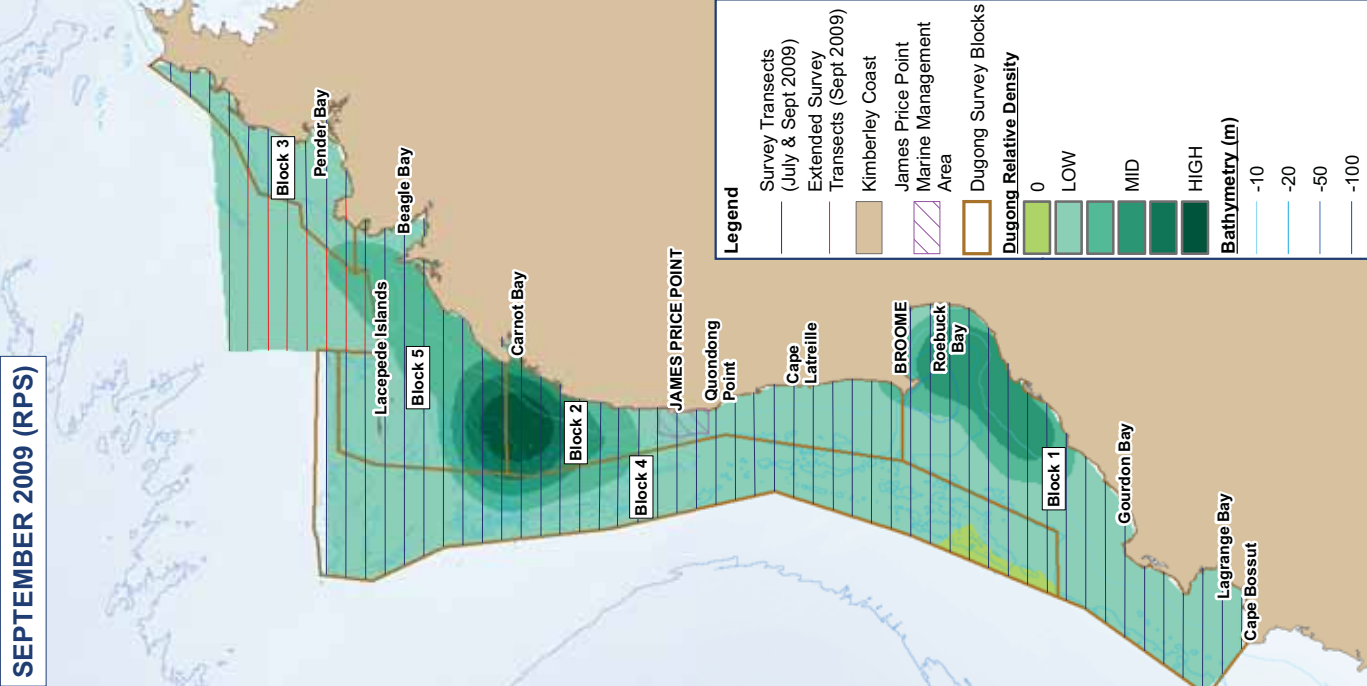 SEPTEMBER 2009 (RPS)
Block 3
Pender Bay
Beagle Bay
Lacepede Islands
Block 5
Carnot Bay
Block 2
JAMES PRICE POINT
Quondong
Point
Block 4
Cape
Latreille
BROOME
Roebuck
Bay
Block 1
Gourdon Bay
Lagrange Bay
Cape Bossut
Legend
Survey Transects
(July & Sept 2009)
Extended Survey
Transects (Sept 2009)
Kimberley Coast
James Price Point
Marine Management
Area
Dugong Survey Blocks
Dugong Relative Density
0
LOW
MID
HIGH
Bathymetry (m)
-10
-20
-50
-100